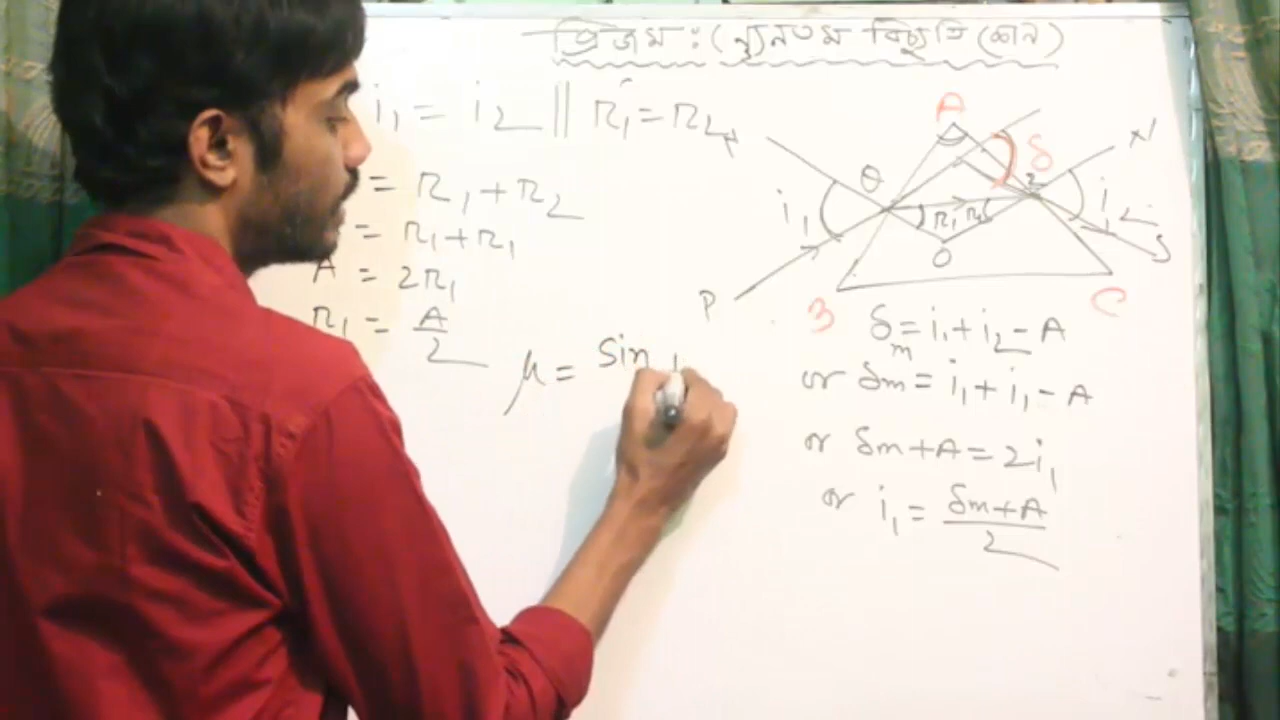 প্রিজম : (ন্যূনতম বিচ্যুতি কোন)
i₁ = i₂ || r₁ = r₂
= r₁ + r₂
= r₁ + r₁
A = 2r₁
r₁ = A/2
μ = Sin i
A
δ
N
N'
Q
i₁
r₁ r₂
i₂
O
P
S
B
C
δm = i₁ + i₂ - A
or δm = i₁ + i₁ - A
or δm + A = 2i₁
or i₁ = (δm + A)/2